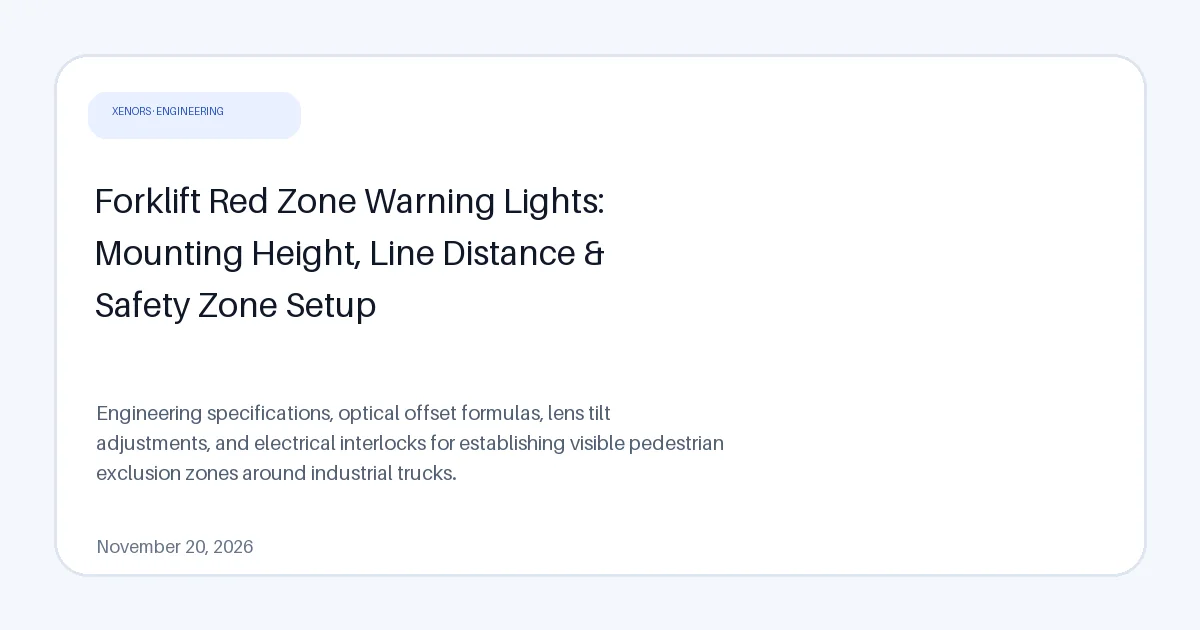 XENORS · ENGINEERING
Forklift Red Zone Warning Lights:
Mounting Height, Line Distance &
Safety Zone Setup
Engineering specifications, optical offset formulas, lens tilt
adjustments, and electrical interlocks for establishing visible pedestrian
exclusion zones around industrial trucks.
November 20, 2026